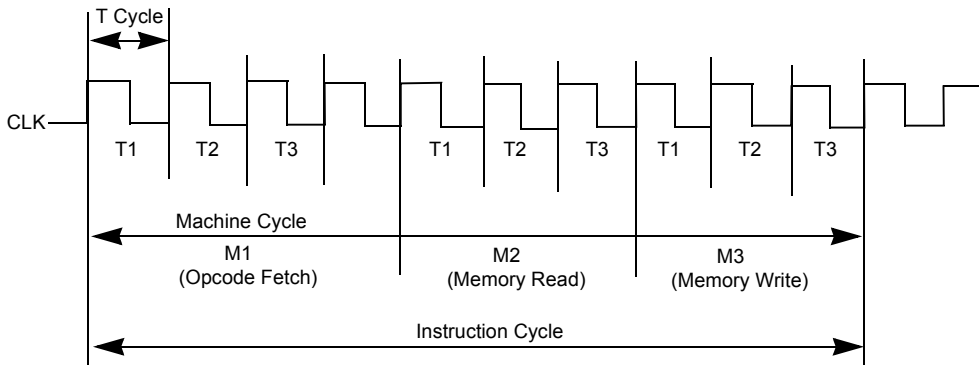 T Cycle
CLK
T1 T2 T3 T1 T2 T3 T1 T2 T3
Machine Cycle
M1 M2 M3
(Opcode Fetch) (Memory Read) (Memory Write)
Instruction Cycle